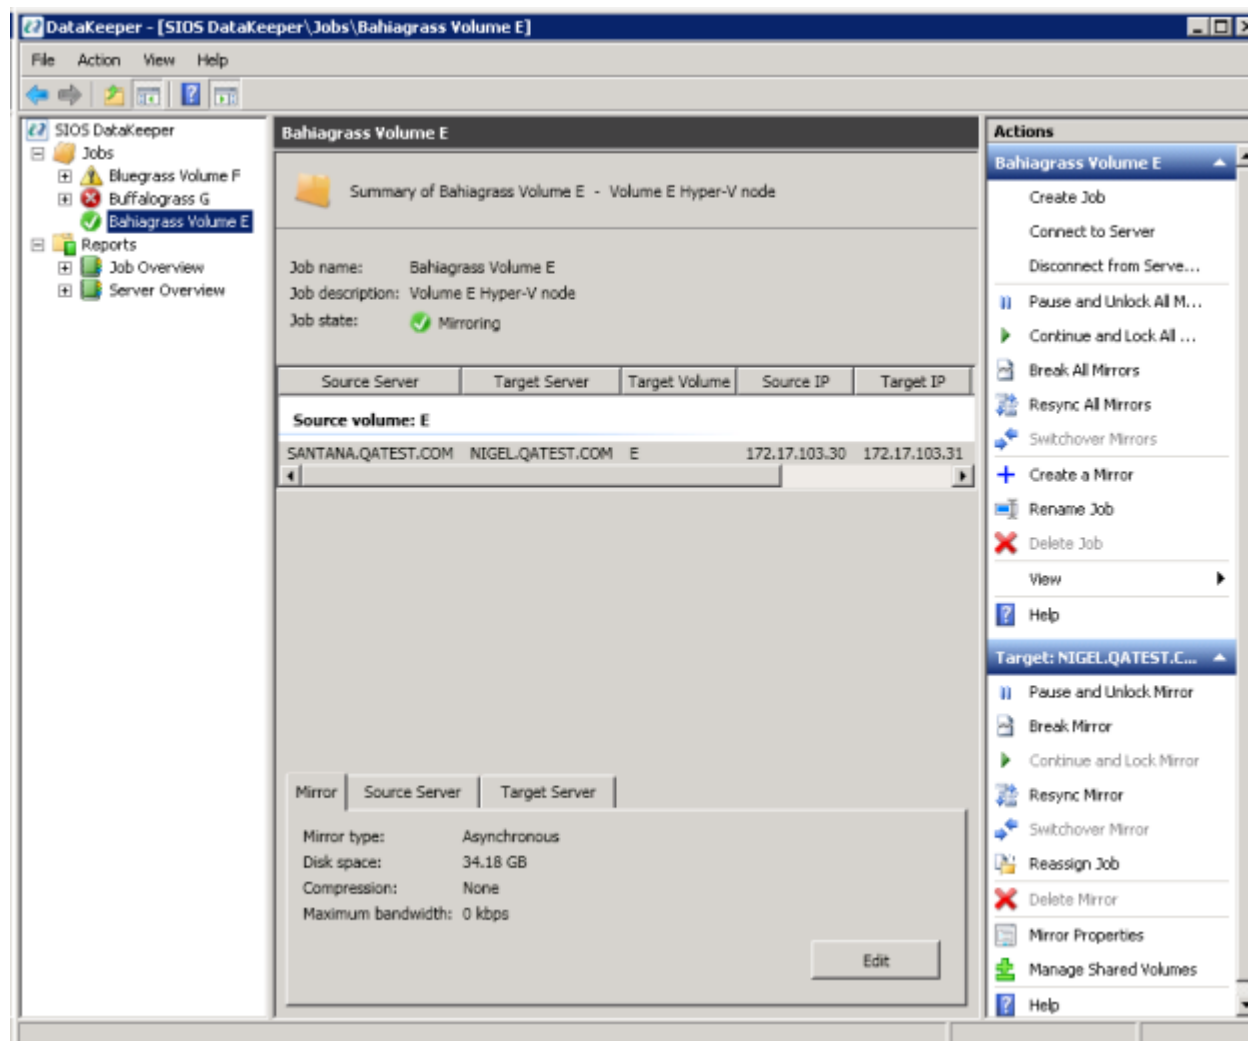 DataKeeper - [SIOS DataKeeper\Jobs\Bahiagrass Volume E]
File Action View Help
SIOS DataKeeper
Jobs
Bluegrass Volume F
Buffalograss G
Bahiagrass Volume E
Reports
Job Overview
Server Overview
Bahiagrass Volume E
Summary of Bahiagrass Volume E - Volume E Hyper-V node
Job name: Bahiagrass Volume E
Job description: Volume E Hyper-V node
Job state: Mirroring
Source Server Target Server Target Volume Source IP Target IP
Source volume: E
SANTANA.QATEST.COM NIGEL.QATEST.COM E 172.17.103.30 172.17.103.31
Mirror Source Server Target Server
Mirror type: Asynchronous
Disk space: 34.18 GB
Compression: None
Maximum bandwidth: 0 kbps
Edit
Actions
Bahiagrass Volume E
Create Job
Connect to Server
Disconnect from Serve...
Pause and Unlock All M...
Continue and Lock All ...
Break All Mirrors
Resync All Mirrors
Switchover Mirrors
Create a Mirror
Rename Job
Delete Job
View
Help
Target: NIGEL.QATEST.C...
Pause and Unlock Mirror
Break Mirror
Continue and Lock Mirror
Resync Mirror
Switchover Mirror
Reassign Job
Delete Mirror
Mirror Properties
Manage Shared Volumes
Help